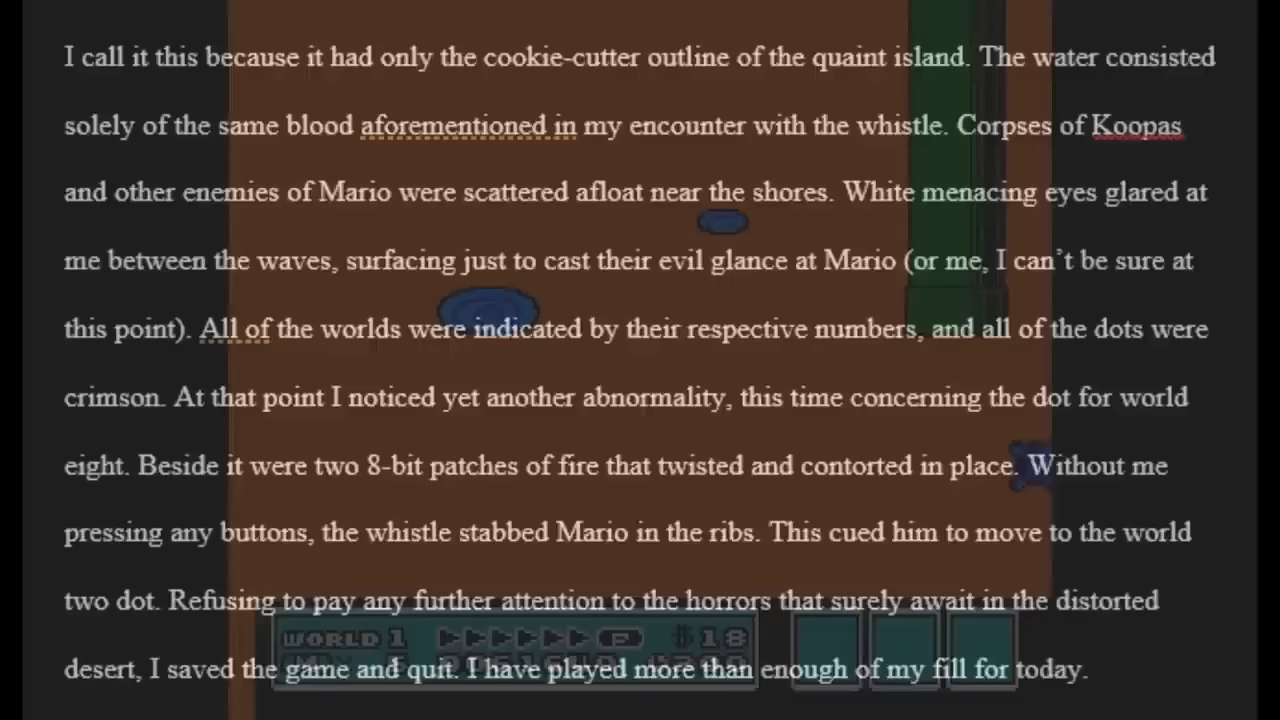 I call it this because it had only the cookie-cutter outline of the quaint island. The water consisted
solely of the same blood aforementioned in my encounter with the whistle. Corpses of Koopas
and other enemies of Mario were scattered afloat near the shores. White menacing eyes glared at
me between the waves, surfacing just to cast their evil glance at Mario (or me, I can’t be sure at
this point). All of the worlds were indicated by their respective numbers, and all of the dots were
crimson. At that point I noticed yet another abnormality, this time concerning the dot for world
eight. Beside it were two 8-bit patches of fire that twisted and contorted in place. Without me
pressing any buttons, the whistle stabbed Mario in the ribs. This cued him to move to the world
two dot. Refusing to pay any further attention to the horrors that surely await in the distorted
WORLD 1 P $18
desert, I saved the game and quit. I have played more than enough of my fill for today.